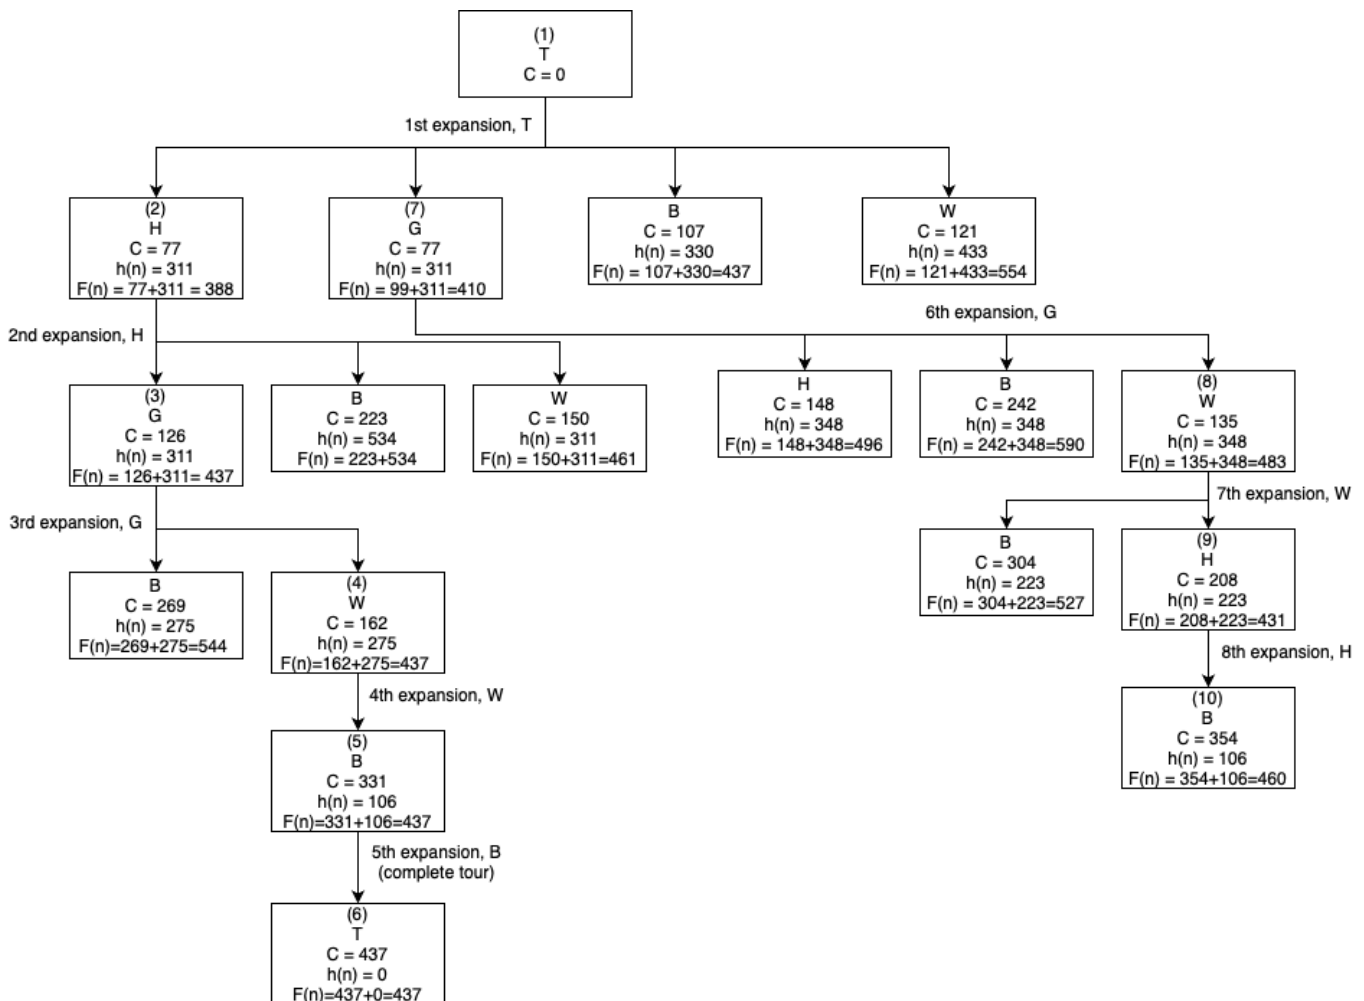 (1)
T
C = 0
1st expansion, T
(2)
H
C = 77
h(n) = 311
F(n) = 77+311 = 388
(7)
G
C = 77
h(n) = 311
F(n) = 99+311=410
B
C = 107
h(n) = 330
F(n) = 107+330=437
W
C = 121
h(n) = 433
F(n) = 121+433=554
2nd expansion, H
6th expansion, G
(3)
G
C = 126
h(n) = 311
F(n) = 126+311= 437
B
C = 223
h(n) = 534
F(n) = 223+534
W
C = 150
h(n) = 311
F(n) = 150+311=461
H
C = 148
h(n) = 348
F(n) = 148+348=496
B
C = 242
h(n) = 348
F(n) = 242+348=590
(8)
W
C = 135
h(n) = 348
F(n) = 135+348=483
3rd expansion, G
7th expansion, W
B
C = 269
h(n) = 275
F(n)=269+275=544
(4)
W
C = 162
h(n) = 275
F(n)=162+275=437
B
C = 304
h(n) = 223
F(n) = 304+223=527
(9)
H
C = 208
h(n) = 223
F(n) = 208+223=431
4th expansion, W
8th expansion, H
(5)
B
C = 331
h(n) = 106
F(n)=331+106=437
(10)
B
C = 354
h(n) = 106
F(n) = 354+106=460
5th expansion, B
(complete tour)
(6)
T
C = 437
h(n) = 0
F(n)=437+0=437